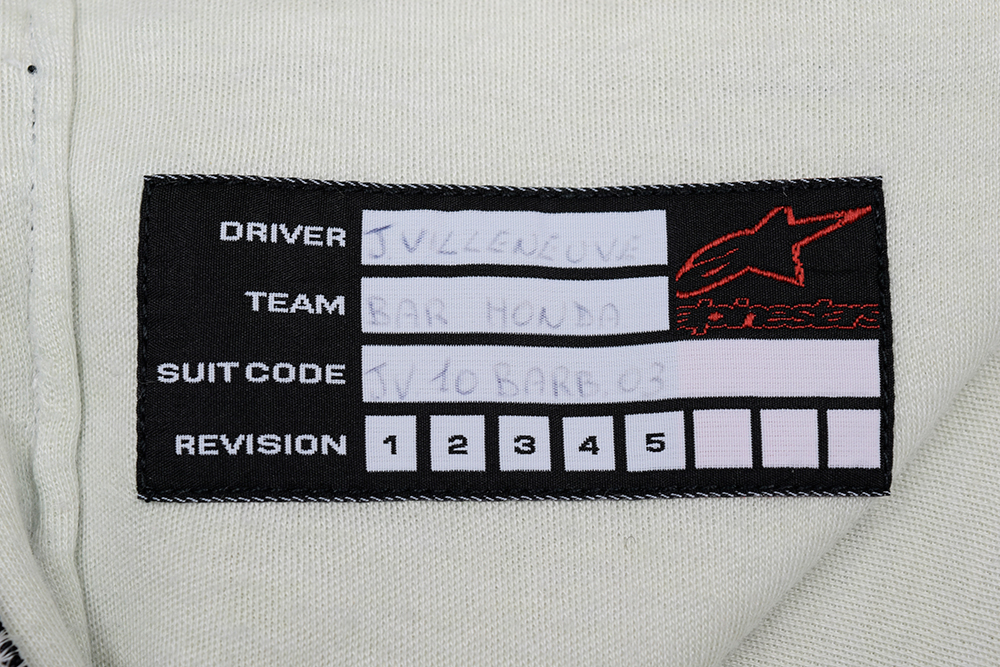 DRIVER J VILLENEUVE
TEAM BAR HONDA
alpinestars
SUIT CODE JV 10 BARB.03
REVISION 1 2 3 4 5